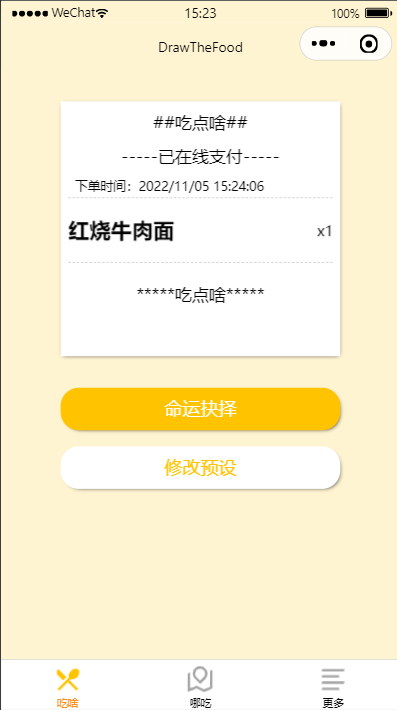 WeChat 15:23 100%
DrawTheFood
##吃点啥##
-----已在线支付-----
下单时间：2022/11/05 15:24:06
红烧牛肉面 x1
*****吃点啥*****
命运抉择
修改预设
吃啥 哪吃 更多